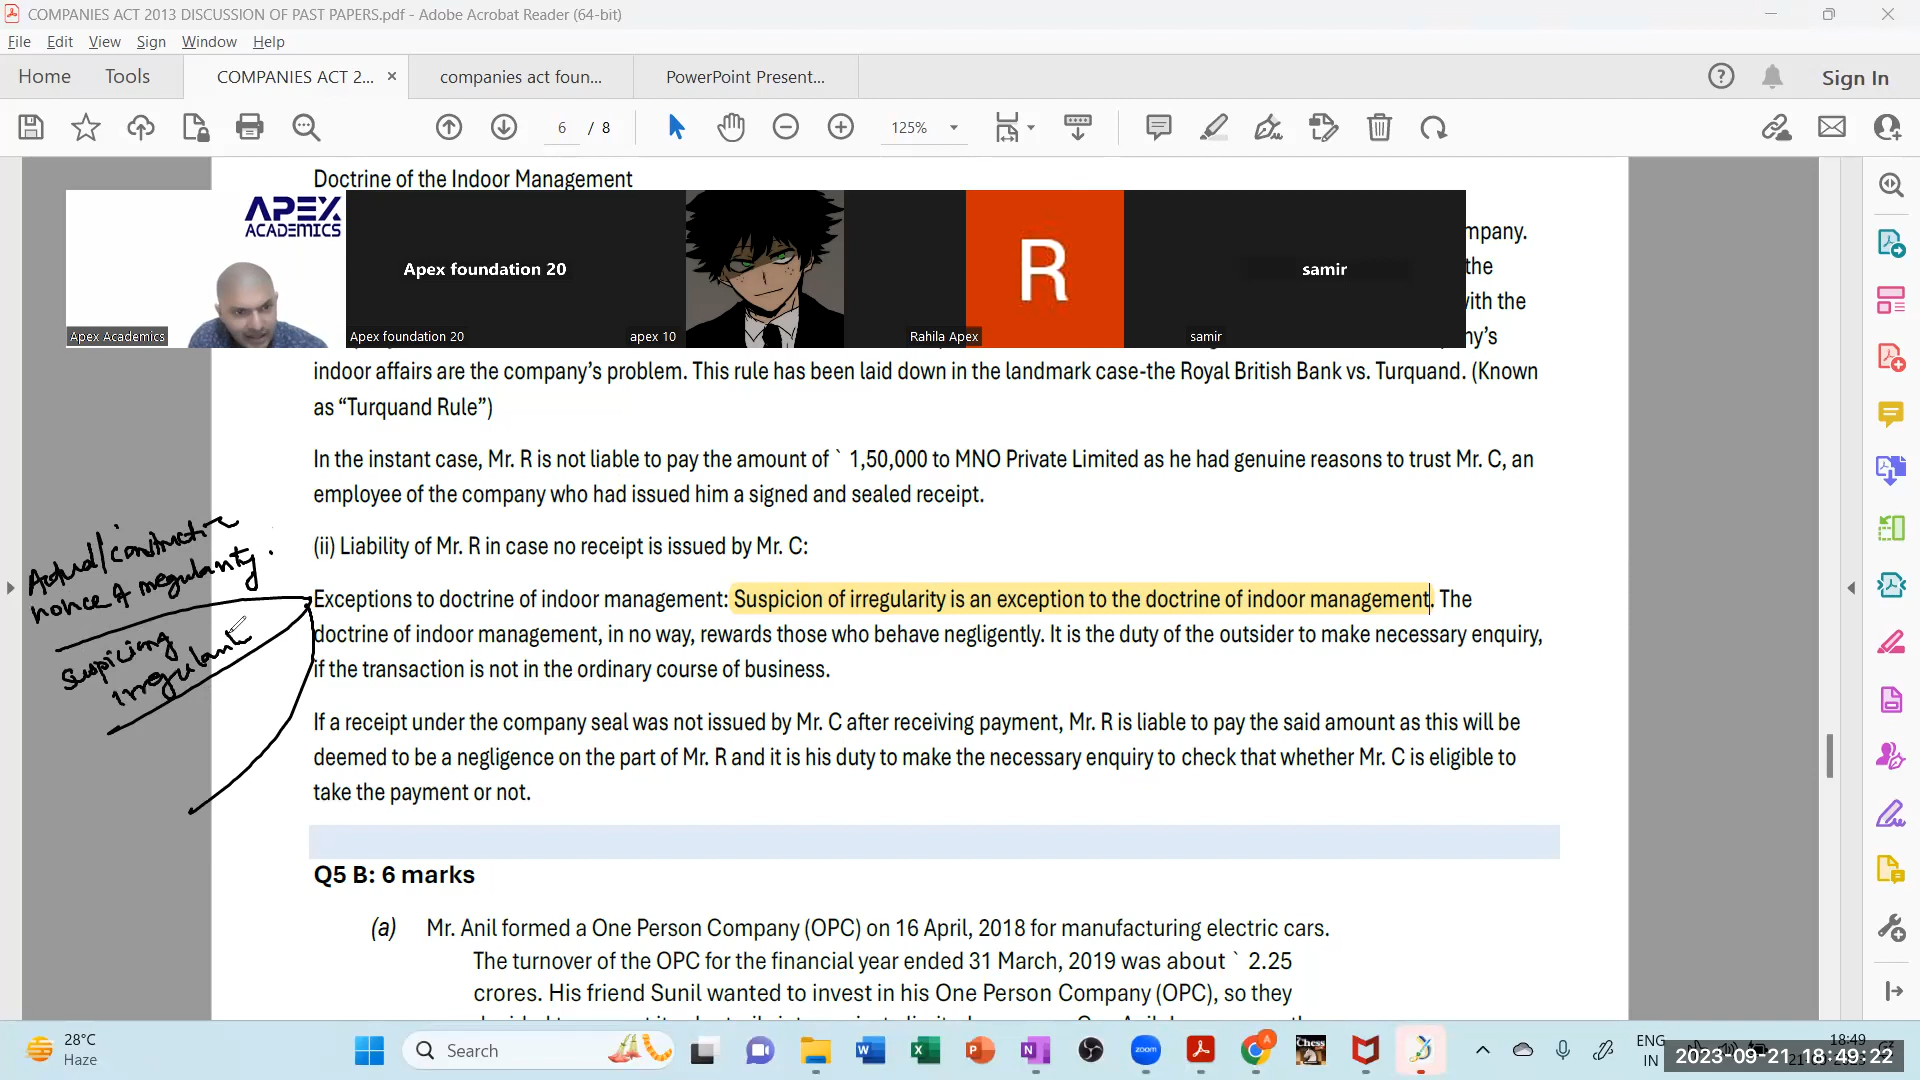 COMPANIES ACT 2013 DISCUSSION OF PAST PAPERS.pdf - Adobe Acrobat Reader (64-bit)
File Edit View Sign Window Help
Home Tools COMPANIES ACT 2... × companies act foun... PowerPoint Present... Sign In
6 / 8 125%
Doctrine of the Indoor Management
APEX
ACADEMICS
mpany.
the
with the
Apex foundation 20
R
samir
Apex Academics Apex foundation 20 apex 10 Rahila Apex samir
ny's
indoor affairs are the company's problem. This rule has been laid down in the landmark case-the Royal British Bank vs. Turquand. (Known
as “Turquand Rule”)
In the instant case, Mr. R is not liable to pay the amount of ` 1,50,000 to MNO Private Limited as he had genuine reasons to trust Mr. C, an
employee of the company who had issued him a signed and sealed receipt.
Actual/
(ii) Liability of Mr. R in case no receipt is issued by Mr. C:
Exceptions to doctrine of indoor management: Suspicion of irregularity is an exception to the doctrine of indoor management. The
doctrine of indoor management, in no way, rewards those who behave negligently. It is the duty of the outsider to make necessary enquiry,
if the transaction is not in the ordinary course of business.
If a receipt under the company seal was not issued by Mr. C after receiving payment, Mr. R is liable to pay the said amount as this will be
deemed to be a negligence on the part of Mr. R and it is his duty to make the necessary enquiry to check that whether Mr. C is eligible to
take the payment or not.
Q5 B: 6 marks
(a) Mr. Anil formed a One Person Company (OPC) on 16 April, 2018 for manufacturing electric cars.
The turnover of the OPC for the financial year ended 31 March, 2019 was about ` 2.25
crores. His friend Sunil wanted to invest in his One Person Company (OPC), so they
28°C
Haze
Search
zoom
Chess
ENG
IN
18:49
2023-09-21 18:49:22